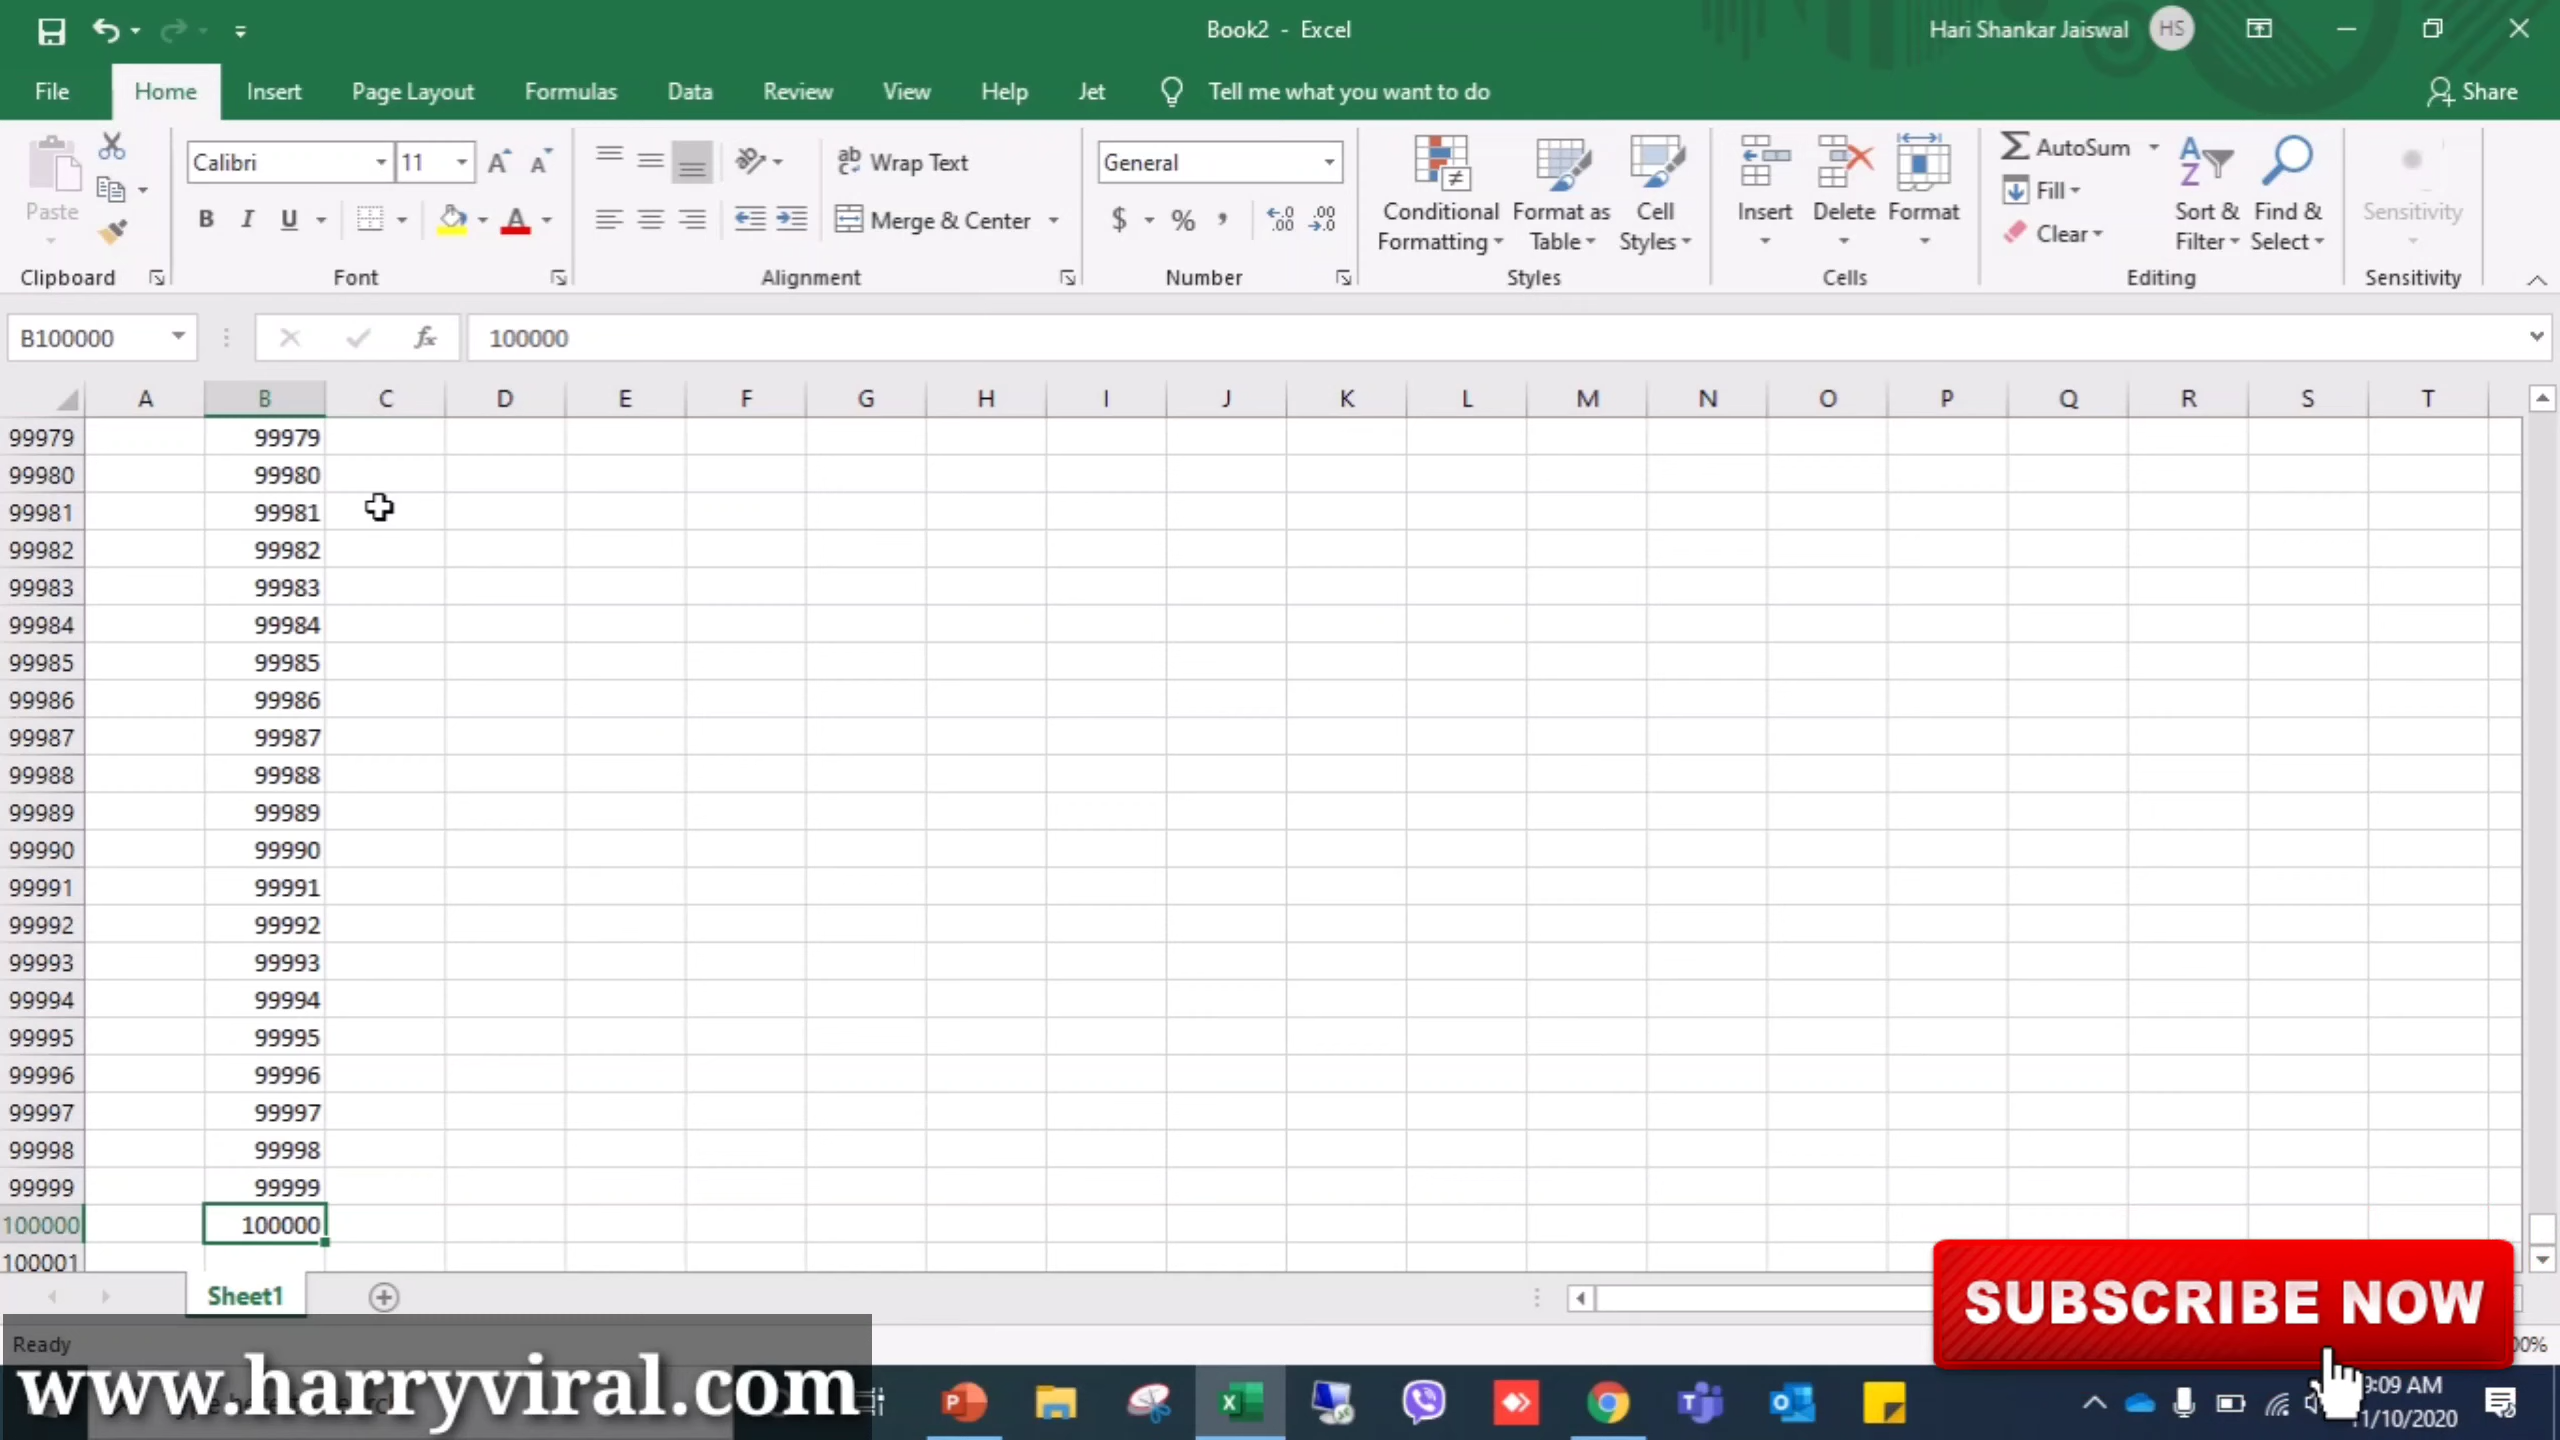 Book2 - Excel
Hari Shankar Jaiswal HS
File Home Insert Page Layout Formulas Data Review View Help Jet Tell me what you want to do Share
Paste
Clipboard
Calibri 11
B I U A
Font
Wrap Text
Merge & Center
Alignment
General
$ % ,
Number
Conditional Formatting
Format as Table
Cell Styles
Styles
Insert
Delete
Format
Cells
AutoSum
Fill
Clear
Sort & Filter
Find & Select
Editing
Sensitivity
Sensitivity
B100000 fx 100000
A B C D E F G H I J K L M N O P Q R S T
99979 99979
99980 99980
99981 99981
99982 99982
99983 99983
99984 99984
99985 99985
99986 99986
99987 99987
99988 99988
99989 99989
99990 99990
99991 99991
99992 99992
99993 99993
99994 99994
99995 99995
99996 99996
99997 99997
99998 99998
99999 99999
100000 100000
100001
Sheet1
Ready
SUBSCRIBE NOW
www.harryviral.com
9:09 AM
1/10/2020